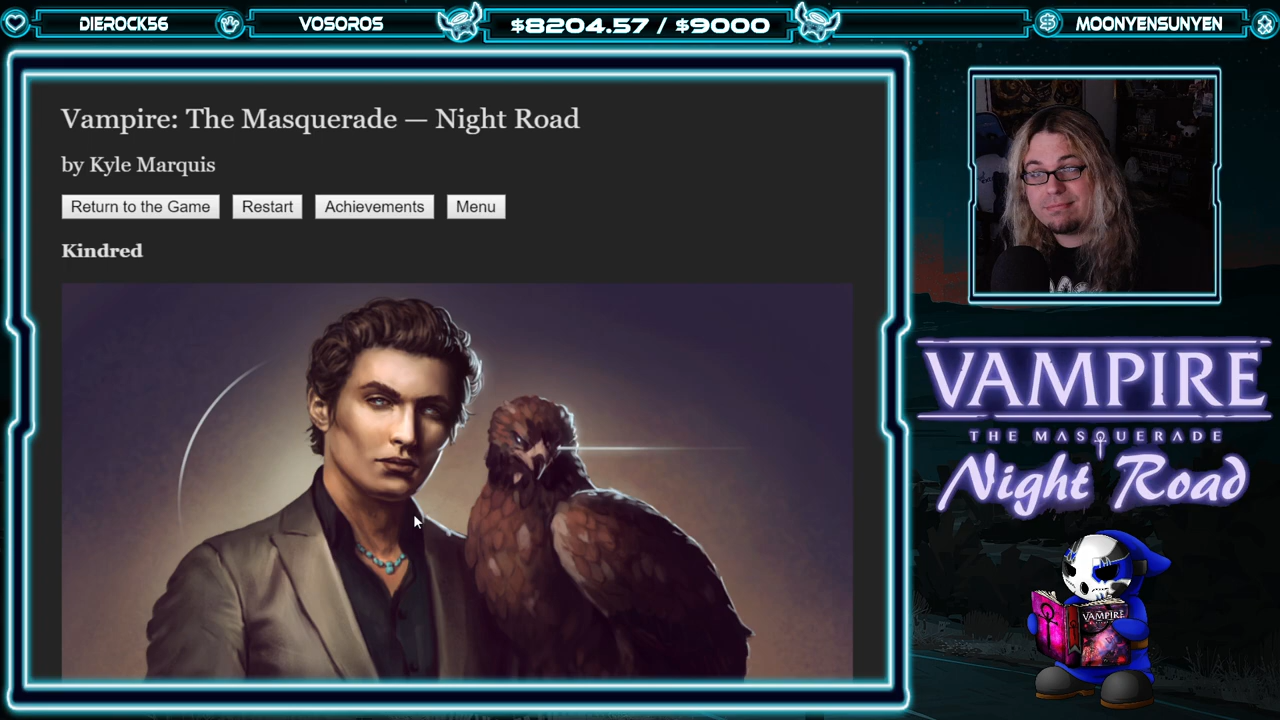 DIEROCK56
VOSOROS
$8204.57 / $9000
MOONYENSUNYEN
Vampire: The Masquerade — Night Road
by Kyle Marquis
Return to the Game
Restart
Achievements
Menu
Kindred
VAMPIRE
THE MASQUERADE
Night Road
VAMPIRE